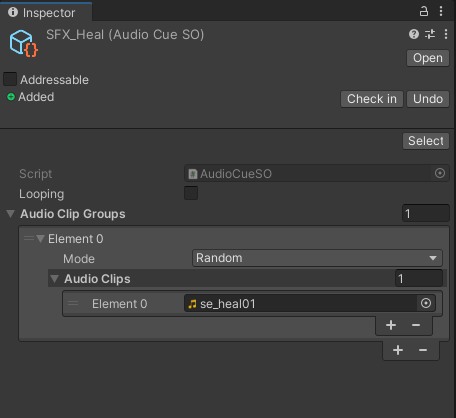 Inspector
SFX_Heal (Audio Cue SO)
Open
Addressable
Added
Check in Undo
Select
Script AudioCueSO
Looping
Audio Clip Groups 1
Element 0
Mode Random
Audio Clips 1
Element 0 se_heal01
+ −
+ −